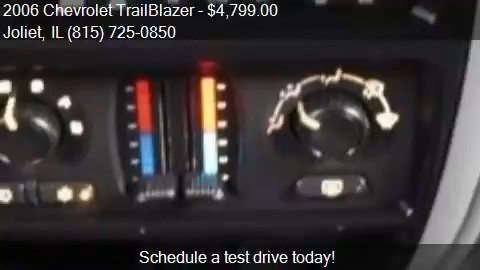 2006 Chevrolet TrailBlazer - $4,799.00
Joliet, IL (815) 725-0850
Schedule a test drive today!